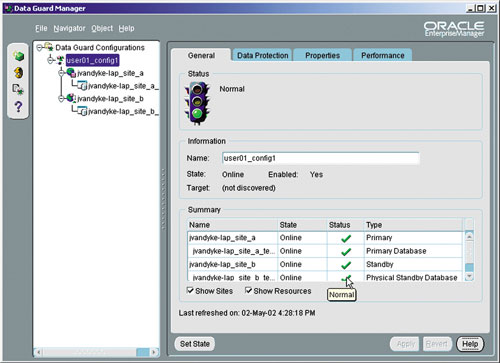 Data Guard Manager
File Navigator Object Help
ORACLE
EnterpriseManager
Data Guard Configurations
user01_config1
jvandyke-lap_site_a
jvandyke-lap_site_a_
jvandyke-lap_site_b
jvandyke-lap_site_b_
?
General Data Protection Properties Performance
Status
Normal
Information
Name: user01_config1
State: Online Enabled: Yes
Target: (not discovered)
Summary
Name State Status Type
jvandyke-lap_site_a Online Primary
jvandyke-lap_site_a_te... Online Primary Database
jvandyke-lap_site_b Online Standby
jvandyke-lap_site_b_te... Online Physical Standby Database
Show Sites Show Resources
Normal
Last refreshed on: 02-May-02 4:28:18 PM
Set State Apply Revert Help